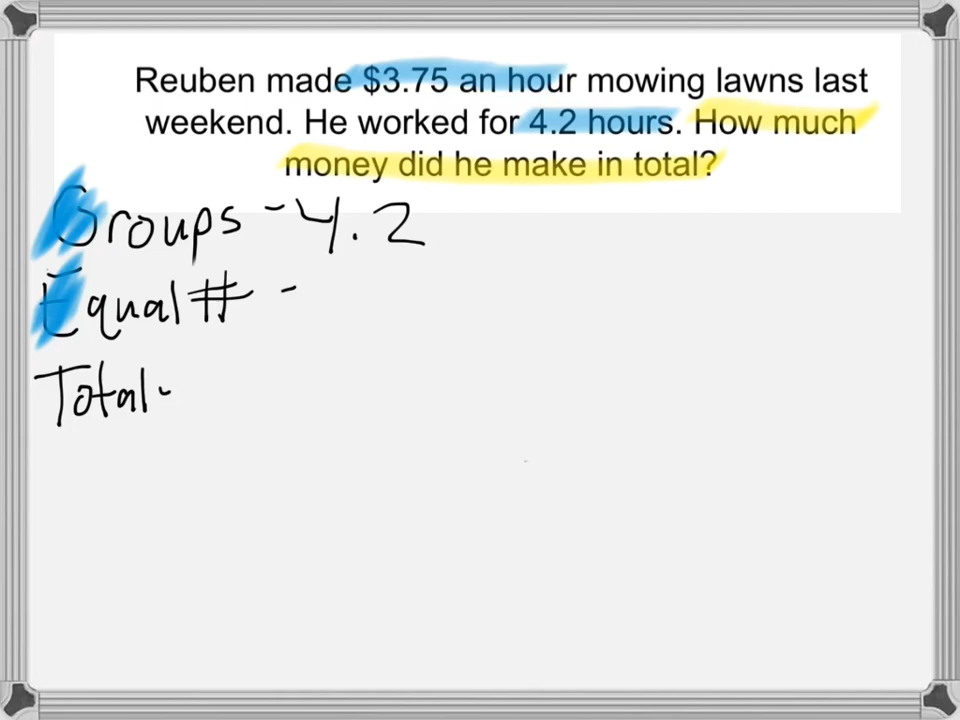 Reuben made $3.75 an hour mowing lawns last
weekend. He worked for 4.2 hours. How much
money did he make in total?
Groups - 4.2
Equal # -
Total -